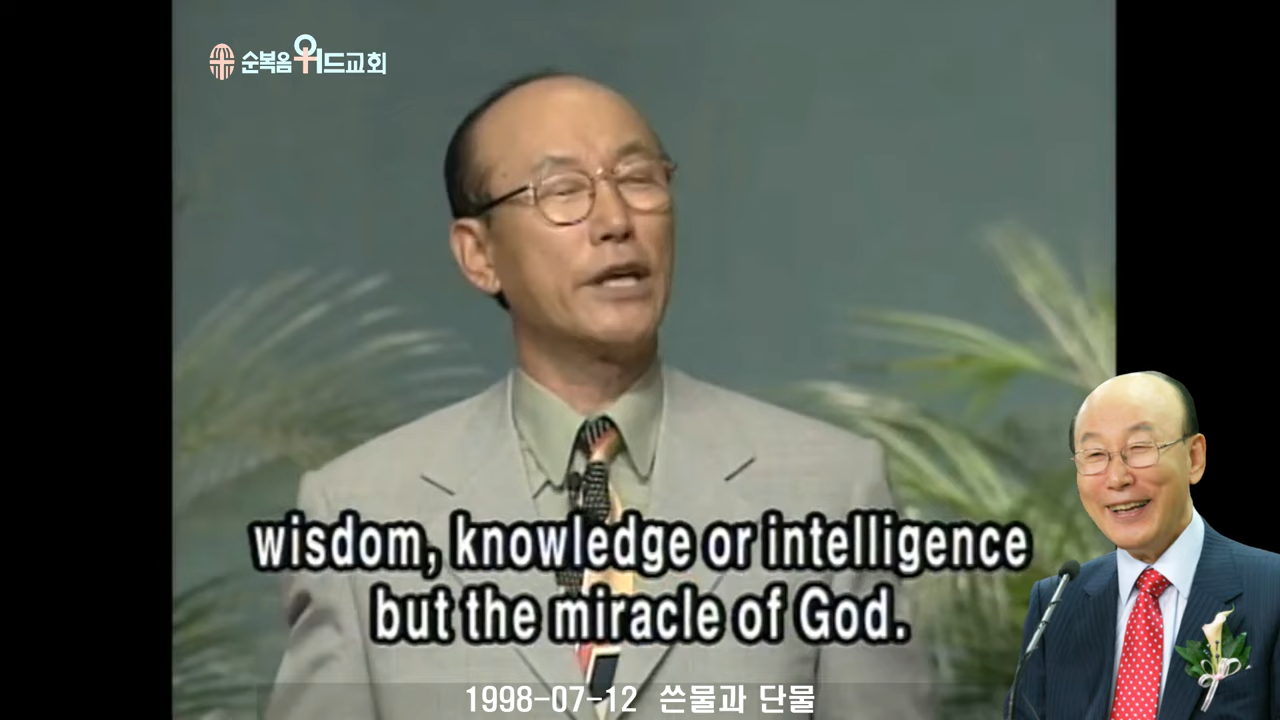 순복음워드교회
wisdom, knowledge or intelligence
but the miracle of God.
1998-07-12 쓴물과 단물